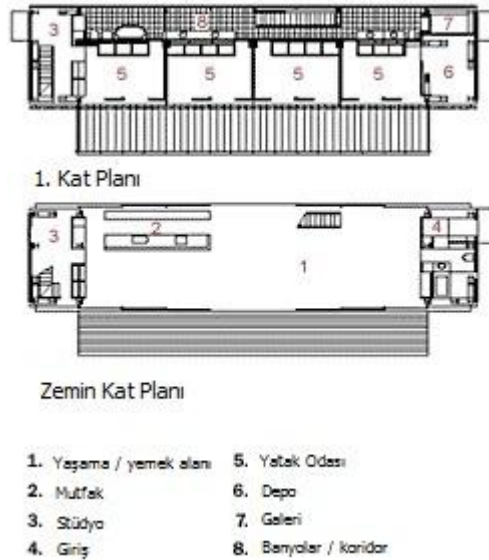 3 8 7
5 5 5 5 6
1. Kat Planı
3 2 4
1
Zemin Kat Planı
1. Yaşama / yemek alanı
2. Mutfak
3. Stüdyo
4. Giriş
5. Yatak Odası
6. Depo
7. Galeri
8. Banyolar / koridor